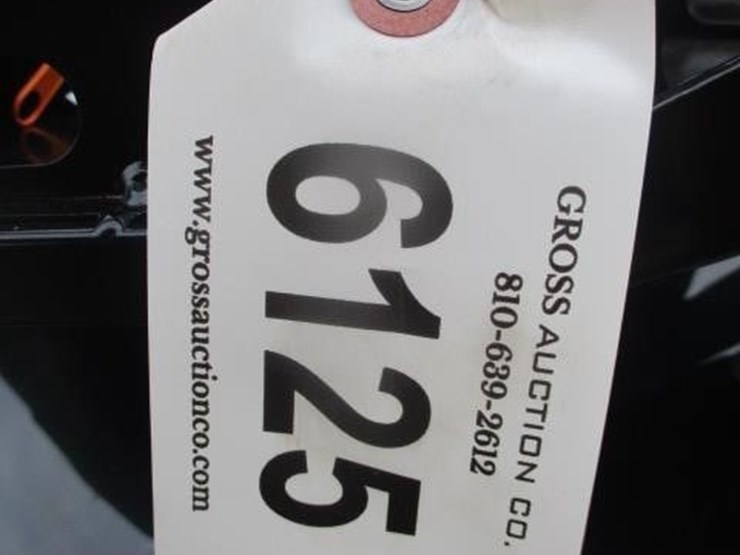 GROSS AUCTION CO.
810-639-2612
6125
www.grossauctionco.com